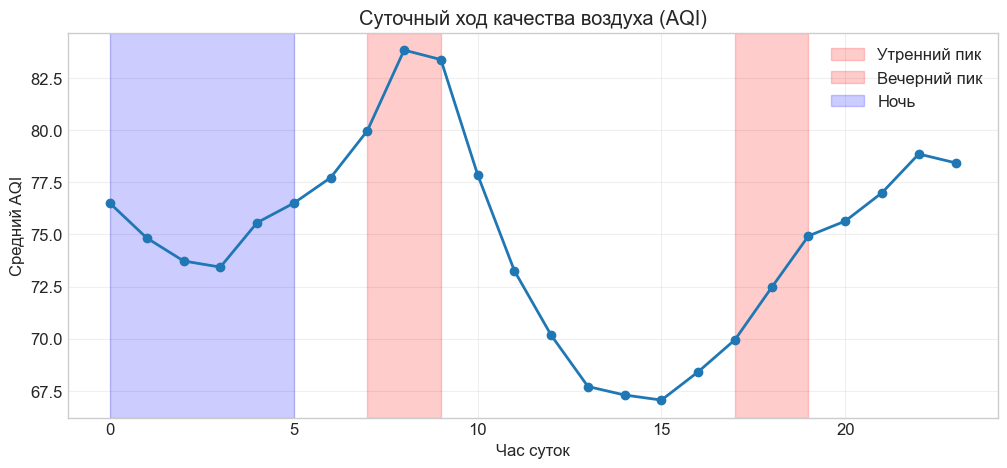 Суточный ход качества воздуха (AQI)
Утренний пик
Вечерний пик
Ночь
Средний AQI
82.5
80.0
77.5
75.0
72.5
70.0
67.5
0 5 10 15 20
Час суток